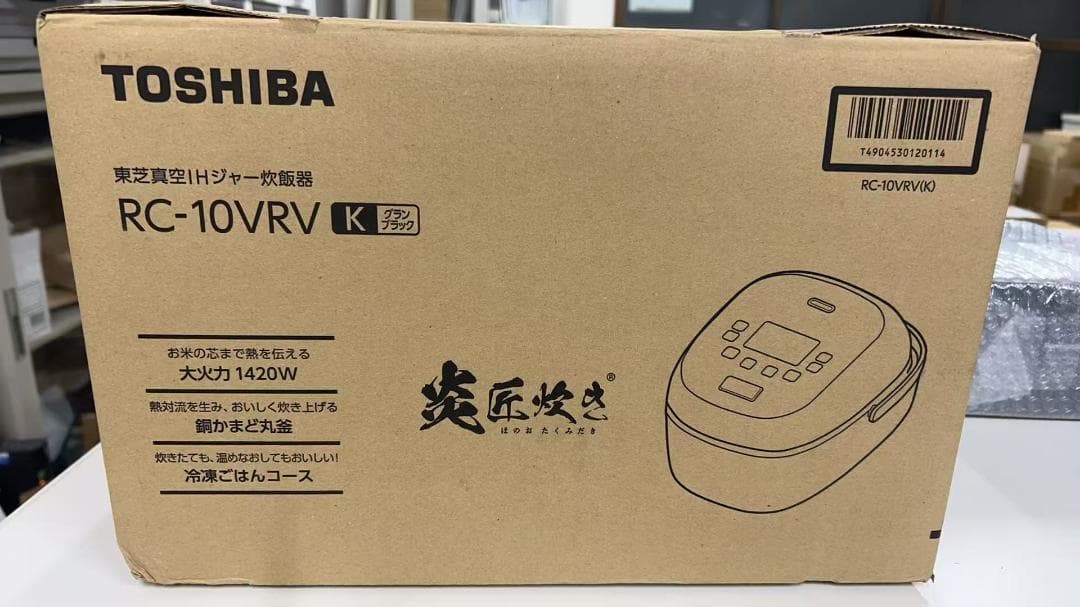 TOSHIBA
東芝真空IHジャー炊飯器
RC-10VRV K グラン
ブラック
T4904530120114
RC-10VRV(K)
お米の芯まで熱を伝える
大火力 1420W
熱対流を生み、おいしく炊き上げる
銅かまど丸釜
炊きたても、温めなおしてもおいしい!
冷凍ごはんコース
炎 匠炊き®
ほのお たくみだき